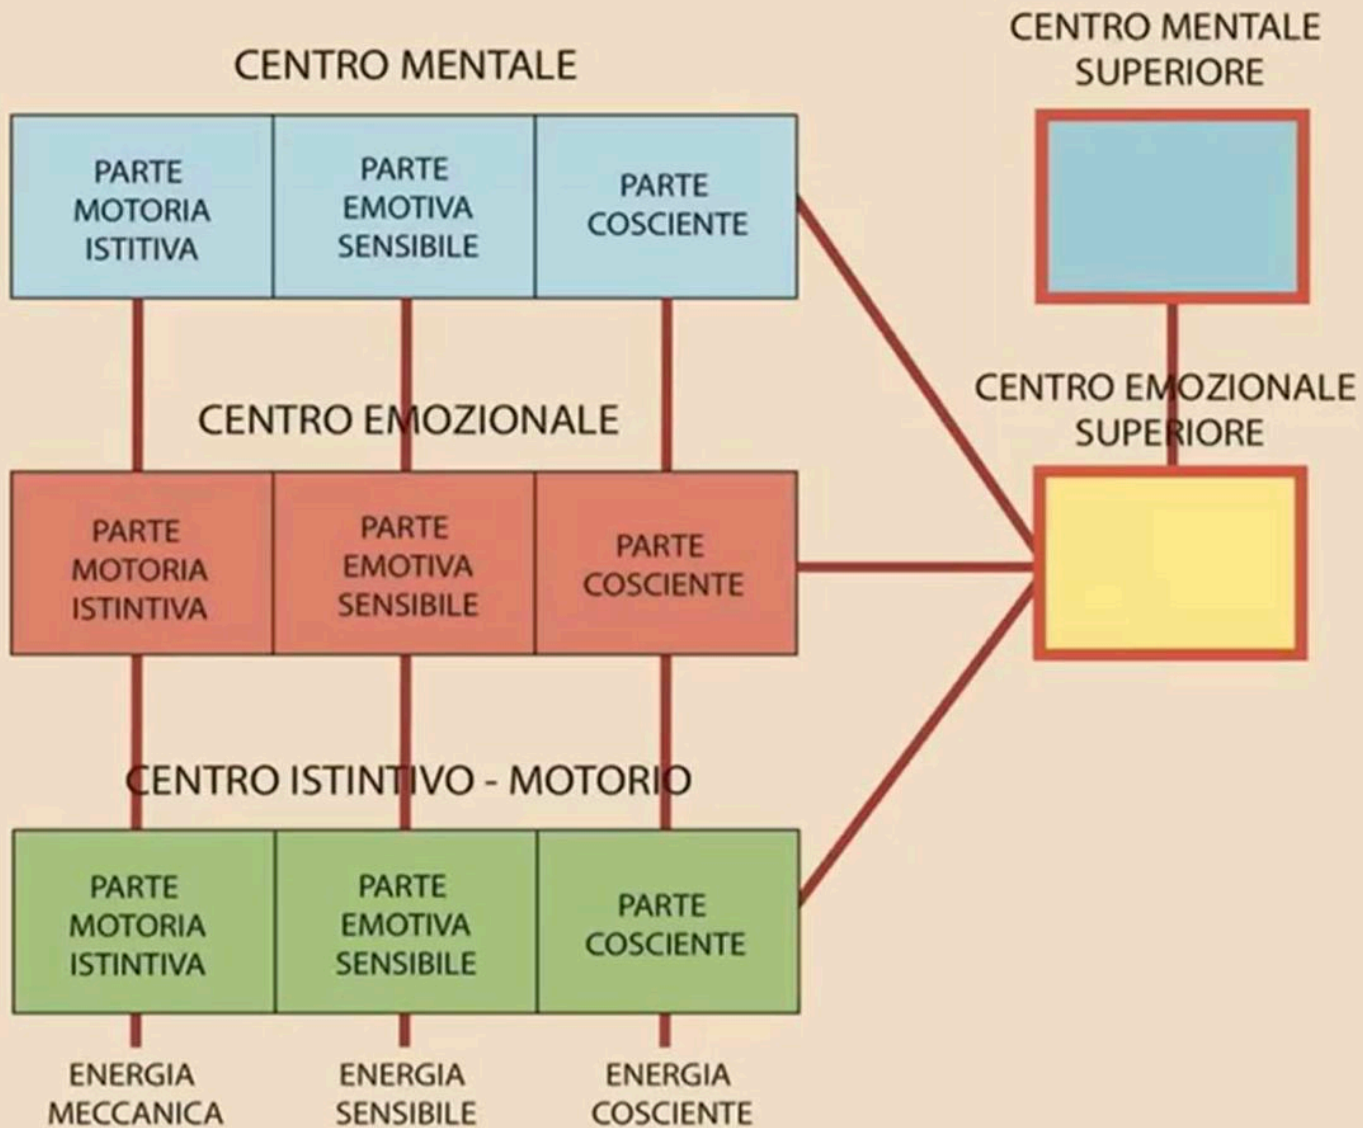 CENTRO MENTALE
PARTE
MOTORIA
ISTITIVA
PARTE
EMOTIVA
SENSIBILE
PARTE
COSCIENTE
CENTRO MENTALE
SUPERIORE
CENTRO EMOZIONALE
PARTE
MOTORIA
ISTINTIVA
PARTE
EMOTIVA
SENSIBILE
PARTE
COSCIENTE
CENTRO EMOZIONALE
SUPERIORE
CENTRO ISTINTIVO - MOTORIO
PARTE
MOTORIA
ISTINTIVA
PARTE
EMOTIVA
SENSIBILE
PARTE
COSCIENTE
ENERGIA
MECCANICA
ENERGIA
SENSIBILE
ENERGIA
COSCIENTE